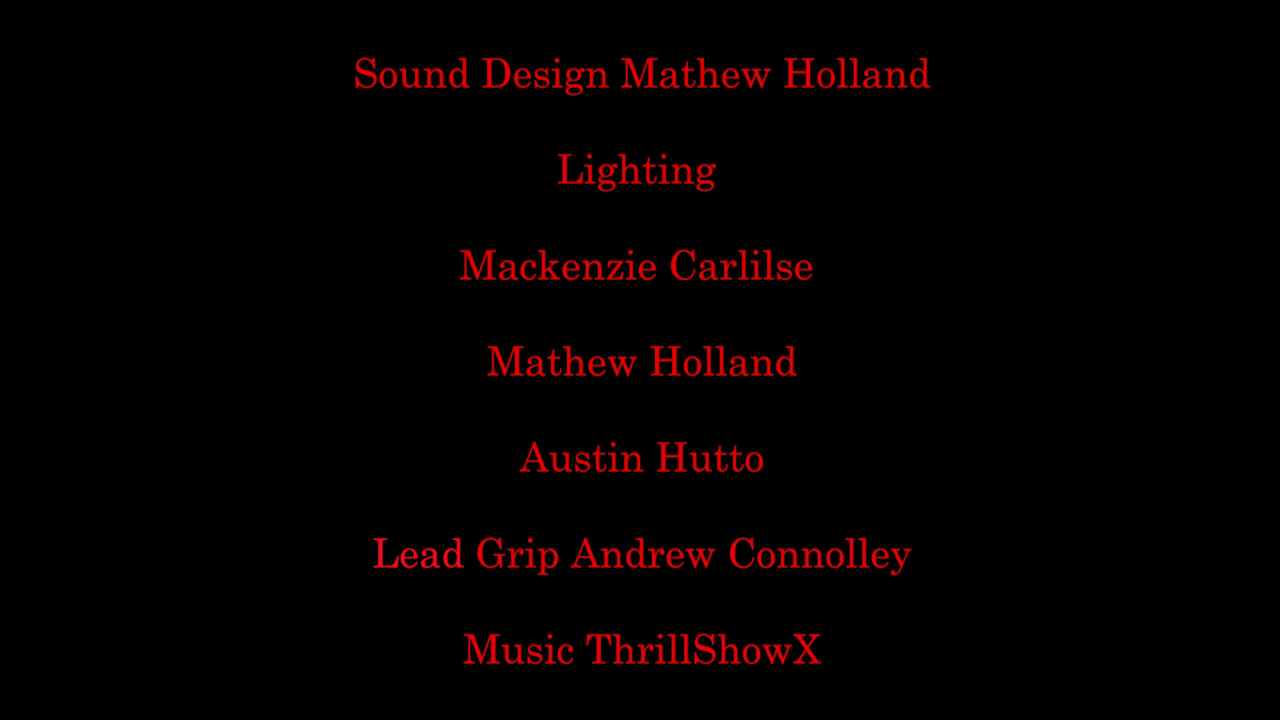 Sound Design Mathew Holland
Lighting
Mackenzie Carlilse
Mathew Holland
Austin Hutto
Lead Grip Andrew Connolley
Music ThrillShowX